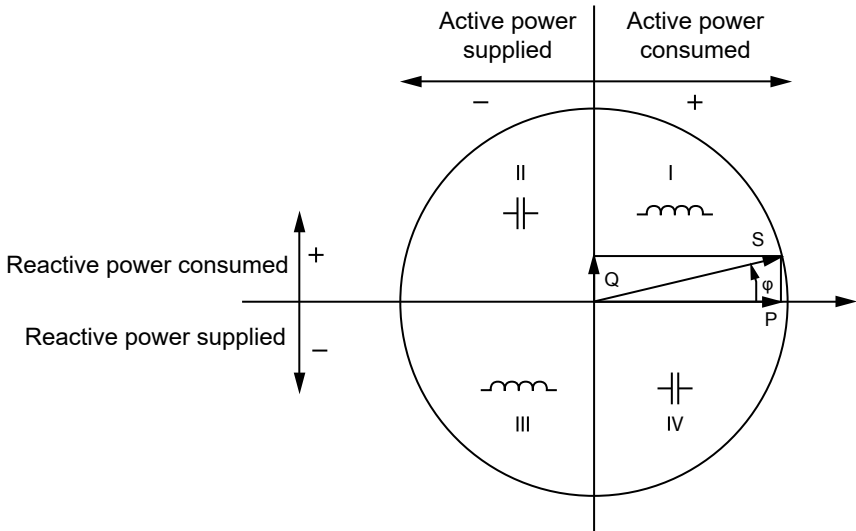 Active power
supplied
Active power
consumed
−
+
II
I
S
Reactive power consumed
+
Q
φ
P
Reactive power supplied
−
III
IV